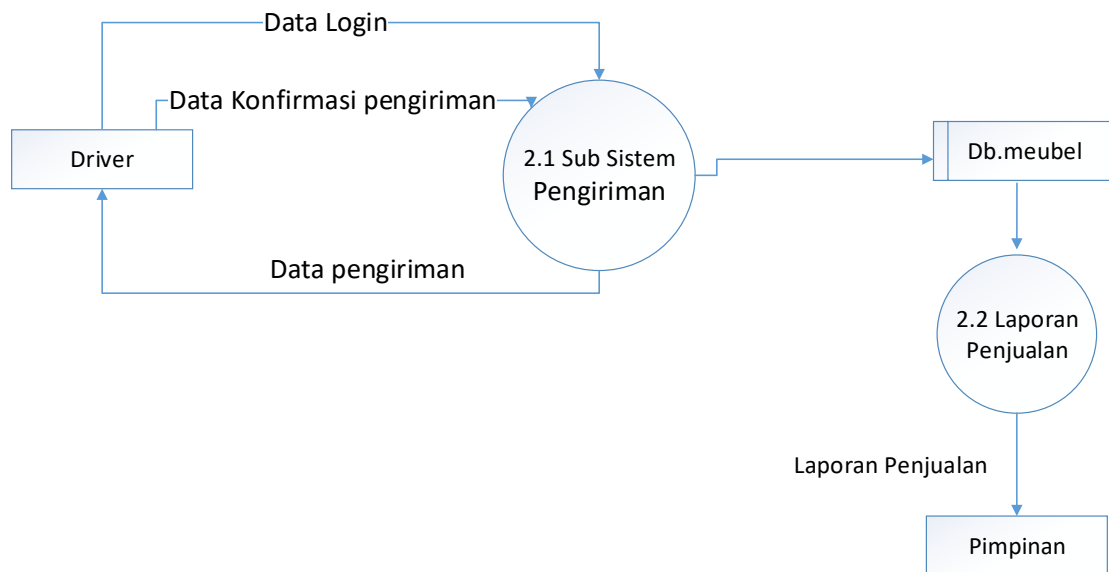 Data Login
Data Konfirmasi pengiriman
Driver
2.1 Sub Sistem
Pengiriman
Db.meubel
Data pengiriman
2.2 Laporan
Penjualan
Laporan Penjualan
Pimpinan